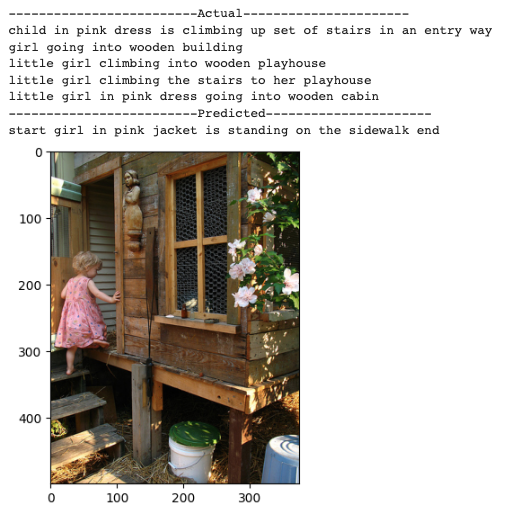 -------------------------Actual----------------------
child in pink dress is climbing up set of stairs in an entry way
girl going into wooden building
little girl climbing into wooden playhouse
little girl climbing the stairs to her playhouse
little girl in pink dress going into wooden cabin
-------------------------Predicted----------------------
start girl in pink jacket is standing on the sidewalk end
0
100
200
300
400
0 100 200 300